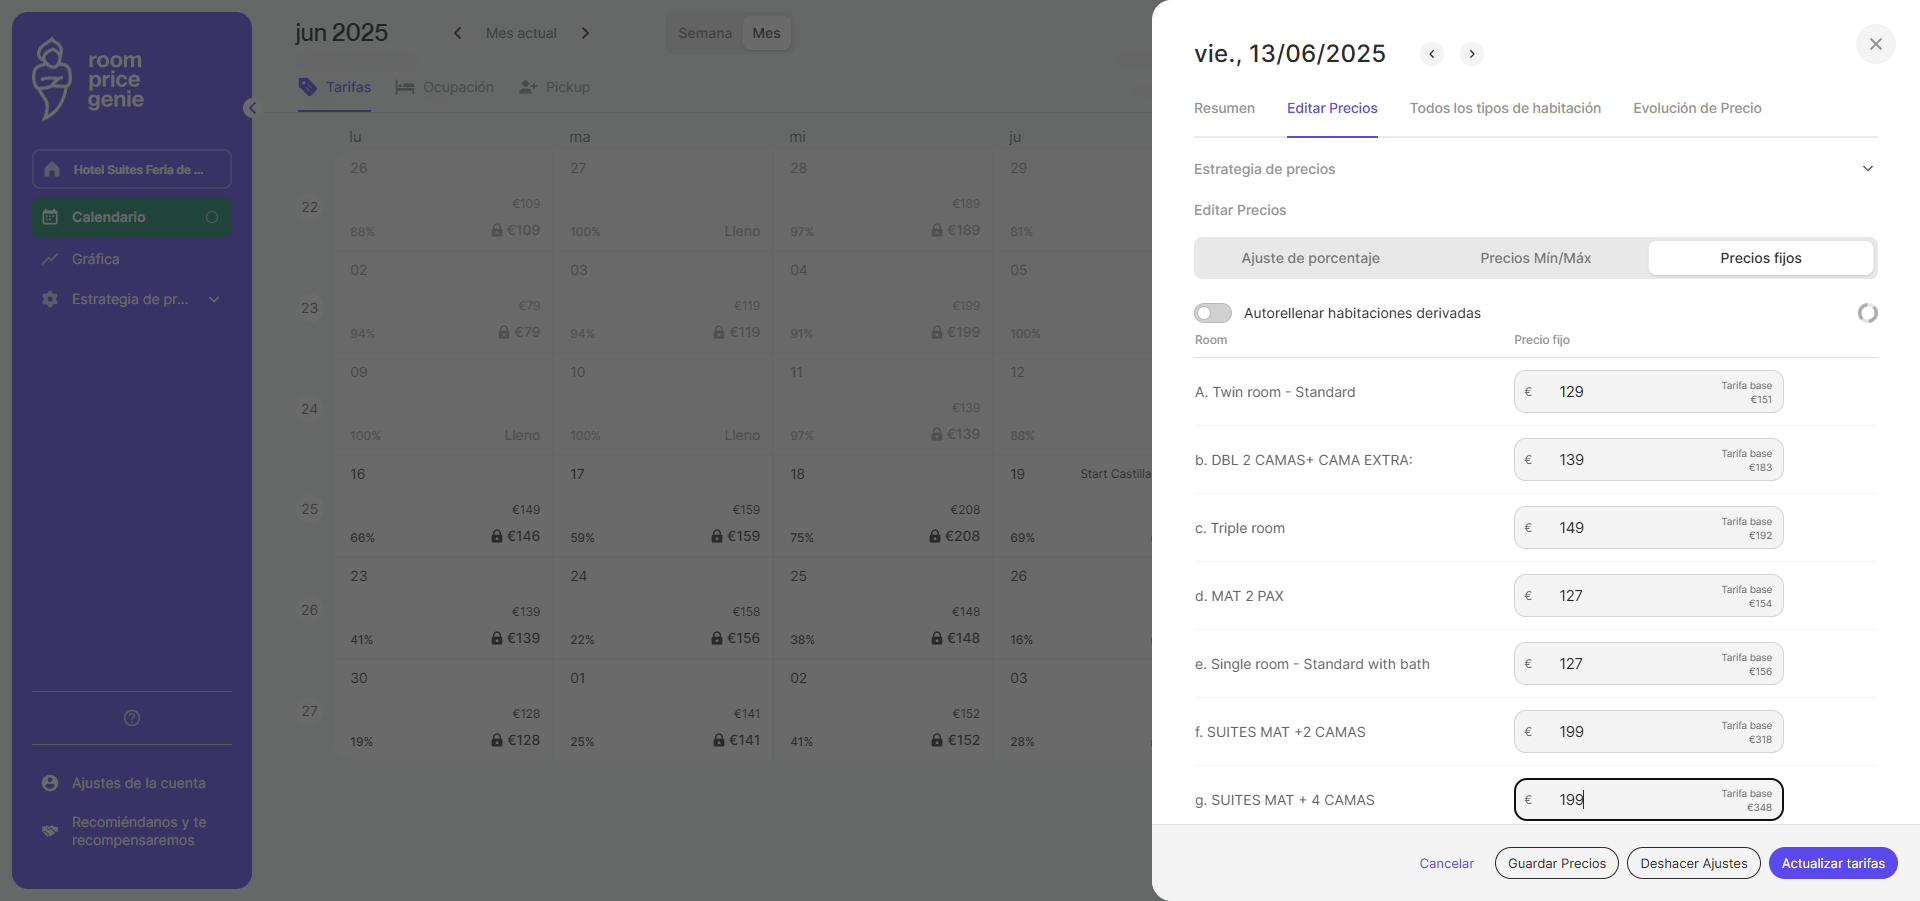 room
price
genie
Hotel Suites Feria de ...
Calendario
Gráfica
Estrategia de pr...
Ajustes de la cuenta
Recomiéndanos y te
recompensaremos
jun 2025
Mes actual
Semana
Mes
Tarifas
Ocupación
Pickup
lu
ma
mi
ju
22
26
€109
88%
€109
27
100%
Lleno
28
€189
97%
€189
29
81%
23
02
€79
94%
€79
03
€119
94%
€119
04
€199
91%
€199
05
100%
24
09
100%
Lleno
10
100%
Lleno
11
€139
97%
€139
12
88%
25
16
€149
66%
€146
17
€159
59%
€159
18
€208
75%
€208
19
Start Castilla
69%
26
23
€139
41%
€139
24
€158
22%
€156
25
€148
38%
€148
26
16%
27
30
€128
19%
€128
01
€141
25%
€141
02
€152
41%
€152
03
28%
vie., 13/06/2025
Resumen
Editar Precios
Todos los tipos de habitación
Evolución de Precio
Estrategia de precios
Editar Precios
Ajuste de porcentaje
Precios Mín/Máx
Precios fijos
Autorellenar habitaciones derivadas
Room
Precio fijo
A. Twin room - Standard
€ 129
Tarifa base
€151
b. DBL 2 CAMAS+ CAMA EXTRA:
€ 139
Tarifa base
€183
c. Triple room
€ 149
Tarifa base
€192
d. MAT 2 PAX
€ 127
Tarifa base
€154
e. Single room - Standard with bath
€ 127
Tarifa base
€156
f. SUITES MAT +2 CAMAS
€ 199
Tarifa base
€318
g. SUITES MAT + 4 CAMAS
€ 199
Tarifa base
€348
Cancelar
Guardar Precios
Deshacer Ajustes
Actualizar tarifas